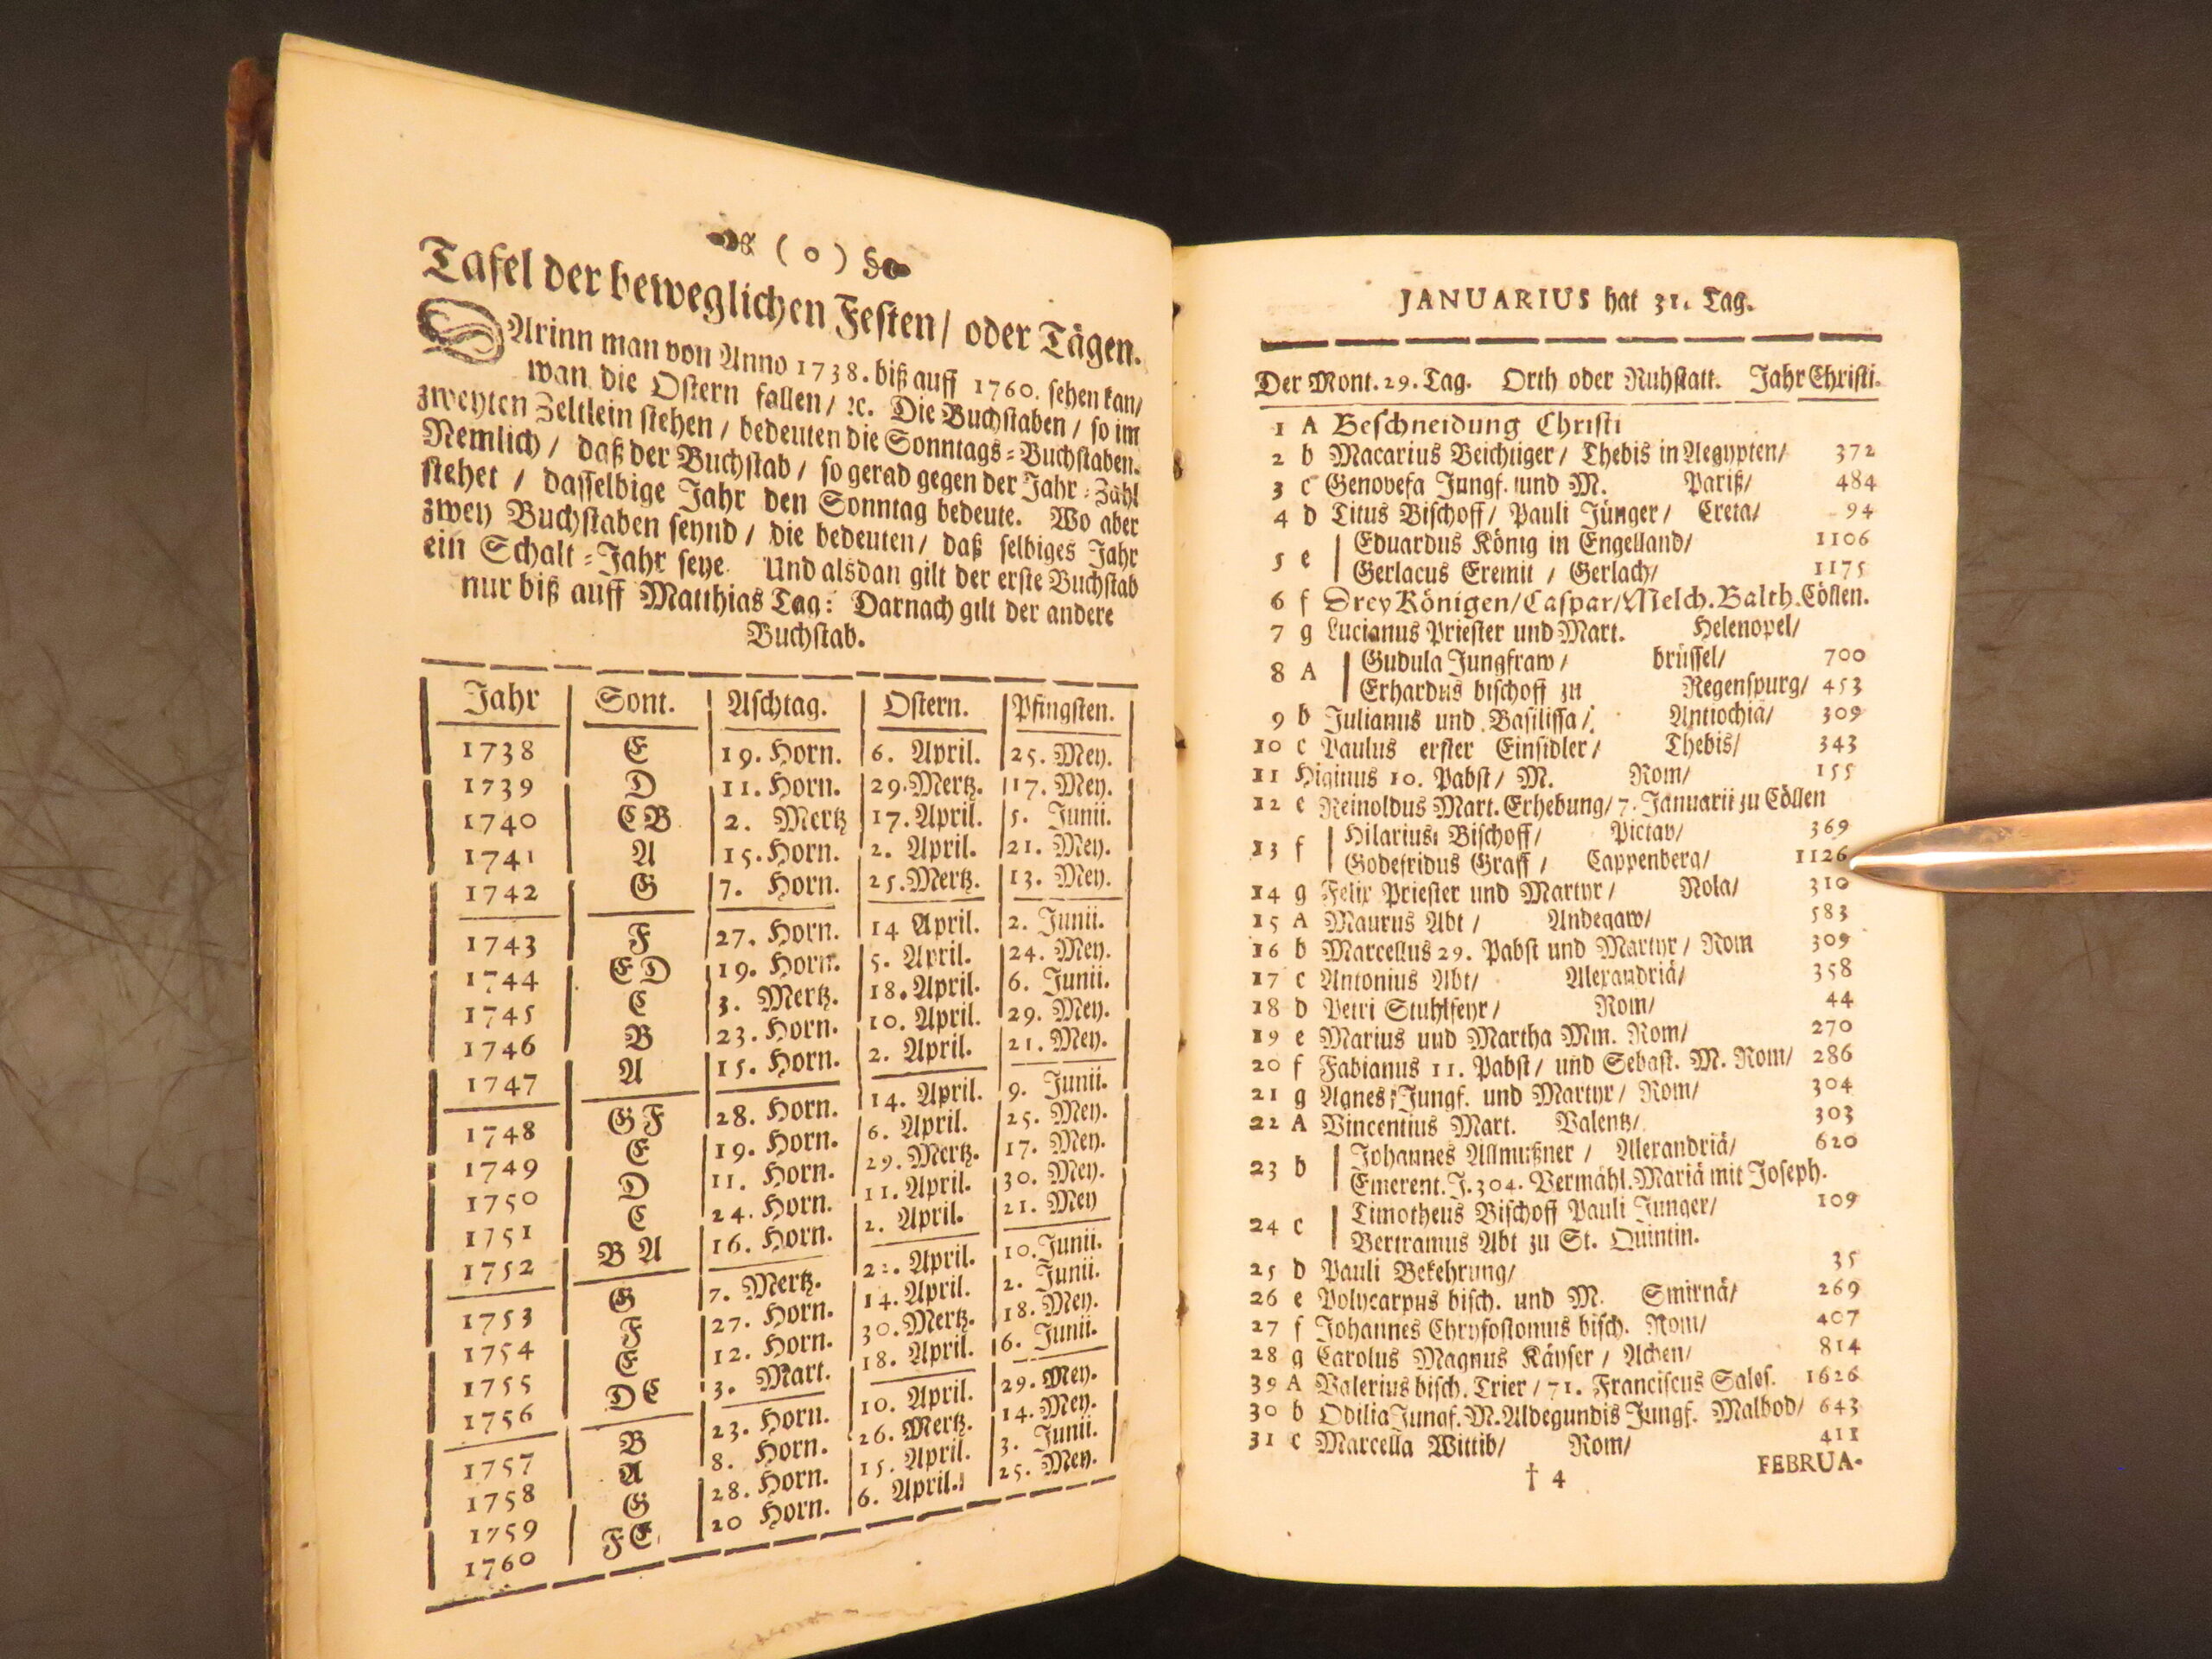 ( o )
Tafel der beweglichen Festen / oder Tägen.
DArinn man von Anno 1738. biß auff 1760. sehen kan /
wan die Ostern fallen / ꝛc. Die Buchstaben / so im
zweyten Zeltlein stehen / bedeuten die Sonntags-Buchstaben.
Nemlich / daß der Buchstab / so gerad gegen der Jahr-Zahl
stehet / dasselbige Jahr den Sonntag bedeute. Wo aber
zwey Buchstaben seynd / die bedeuten / daß selbiges Jahr
ein Schalt-Jahr seye. Und alsdan gilt der erste Buchstab
nur biß auff Matthias Tag: Darnach gilt der andere
Buchstab.
Jahr Sont. Aschtag. Ostern. Pfingsten.
1738 E 19. Horn. 6. April. 25. Mey.
1739 D 11. Horn. 29. Mertz. 17. Mey.
1740 C B 2. Mertz 17. April. 5. Junii.
1741 A 15. Horn. 2. April. 21. Mey.
1742 G 7. Horn. 25. Mertz. 13. Mey.
1743 F 27. Horn. 14 April. 2. Junii.
1744 E D 19. Horn. 5. April. 24. Mey.
1745 C 3. Mertz. 18. April. 6. Junii.
1746 B 23. Horn. 10. April. 29. Mey.
1747 A 15. Horn. 2. April. 21. Mey.
1748 G F 28. Horn. 14. April. 9. Junii.
1749 E 19. Horn. 6. April. 25. Mey.
1750 D 11. Horn. 29. Mertz. 17. Mey.
1751 C 24. Horn. 11. April. 30. Mey.
1752 B A 16. Horn. 2. April. 21. Mey
1753 G 7. Mertz. 22. April. 10. Junii.
1754 F 27. Horn. 14. April. 2. Junii.
1755 E 12. Horn. 30. Mertz. 18. Mey.
1756 D C 3. Mart. 18. April. 6. Junii.
1757 B 23. Horn. 10. April. 29. Mey.
1758 A 8. Horn. 26. Mertz. 14. Mey.
1759 G 28. Horn. 15. April. 3. Junii.
1760 F E. 20 Horn. 6. April. 25. Mey.
JANUARIUS hat 31. Tag.
Der Mont. 29. Tag. Orth oder Ruhstatt. Jahr Christi.
1 A Beschneidung Christi
2 b Macarius Beichtiger / Thebis in Aegypten / 372
3 c Genovefa Jungf. und M. Pariß / 484
4 d Titus Bischoff / Pauli Jünger / Creta / 94
5 e Eduardus König in Engelland / 1106
Gerlacus Eremit / Gerlach / 1175
6 f Drey Königen / Caspar / Melch. Balth. Cöllen.
7 g Lucianus Priester und Mart. Helenopel /
8 A Gudula Jungfraw / brüssel / 700
Erhardus bischoff zu Regenspurg / 453
9 b Julianus und Basilissa / Antiochiä / 309
10 c Paulus erster Einsidler / Thebis / 343
11 Higinus 10. Pabst / M. Rom / 155
12 e Reinoldus Mart. Erhebung / 7. Januarii zu Cöllen
13 f Hilarius Bischoff / Pictav / 369
Godefridus Graff / Cappenberg / 1126
14 g Felix Priester und Martyr / Nola / 310
15 A Maurus Abt / Andegaw / 583
16 b Marcellus 29. Pabst und Martyr / Rom 309
17 c Antonius Abt / Alexandriä / 358
18 d Petri Stuhlfeyr / Rom / 44
19 e Marius und Martha Mm. Rom / 270
20 f Fabianus 11. Pabst / und Sebast. M. Rom / 286
21 g Agnes / Jungf. und Martyr / Rom / 304
22 A Vincentius Mart. Valentz / 303
23 b Johannes Allmußner / Alexandriä / 620
Emerent. J. 304. Vermähl. Mariä mit Joseph.
24 c Timotheus Bischoff Pauli Junger / 109
Bertramus Abt zu St. Quintin.
25 d Pauli Bekehrung / 35
26 e Polycarpus bisch. und M. Smirnä / 269
27 f Johannes Chrysostomus bisch. Rom / 407
28 g Carolus Magnus Käyser / Achen / 814
39 A Valerius bisch. Trier / 71. Franciscus Sales. 1626
30 b Odilia Jungf. M. Aldegundis Jungf. Malbod / 643
31 c Marcella Wittib / Rom / 411
† 4 FEBRUA-